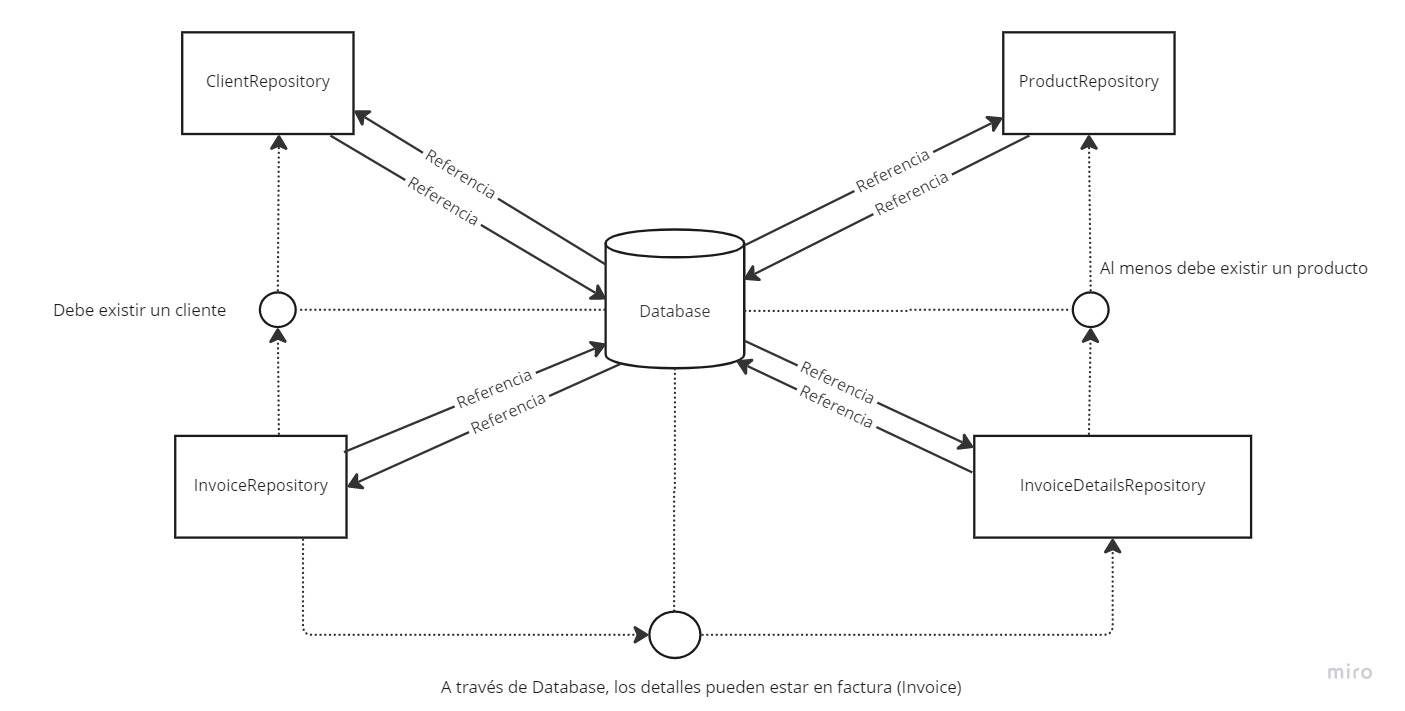 ClientRepository
ProductRepository
Referencia
Referencia
Referencia
Referencia
Al menos debe existir un producto
Debe existir un cliente
Database
Referencia
Referencia
Referencia
Referencia
InvoiceRepository
InvoiceDetailsRepository
A través de Database, los detalles pueden estar en factura (Invoice)
miro